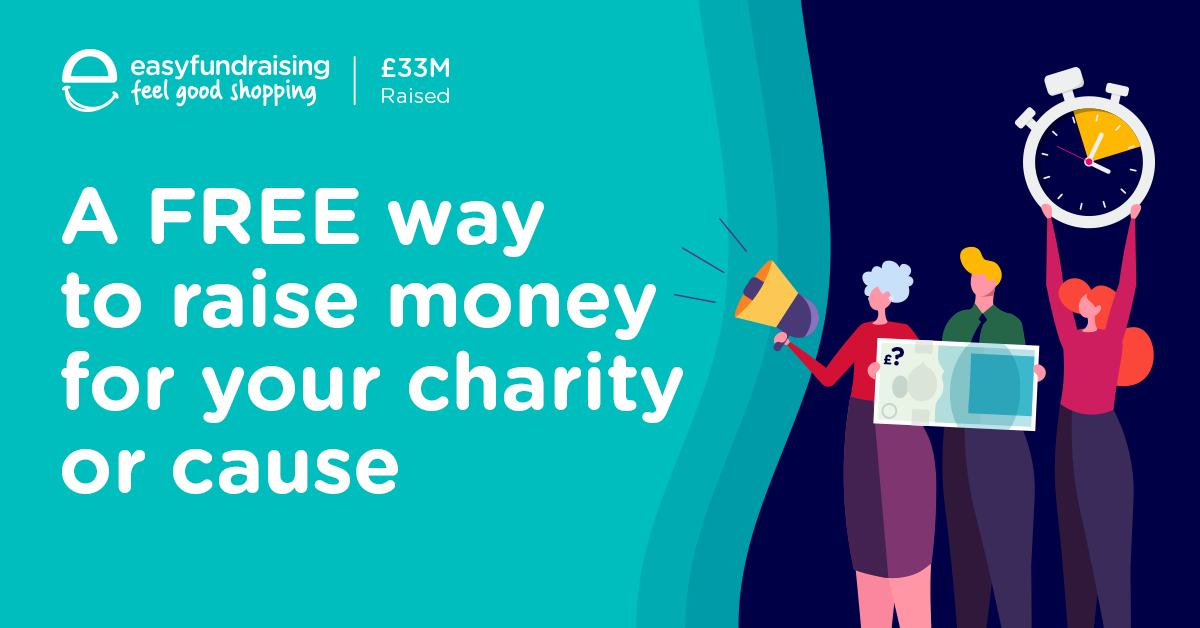 easyfundraising
feel good shopping
£33M
Raised
A FREE way
to raise money
for your charity
or cause
£?